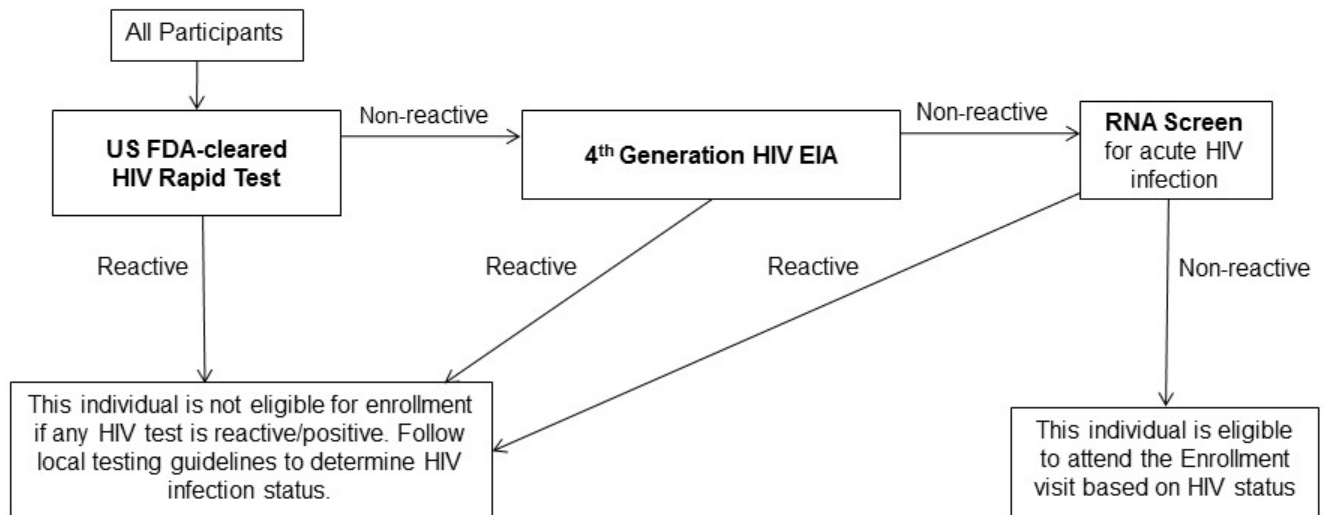 All Participants
US FDA-cleared
HIV Rapid Test
Non-reactive
4th Generation HIV EIA
Non-reactive
RNA Screen
for acute HIV
infection
Reactive
Reactive
Reactive
Non-reactive
This individual is not eligible for enrollment
if any HIV test is reactive/positive. Follow
local testing guidelines to determine HIV
infection status.
This individual is eligible
to attend the Enrollment
visit based on HIV status